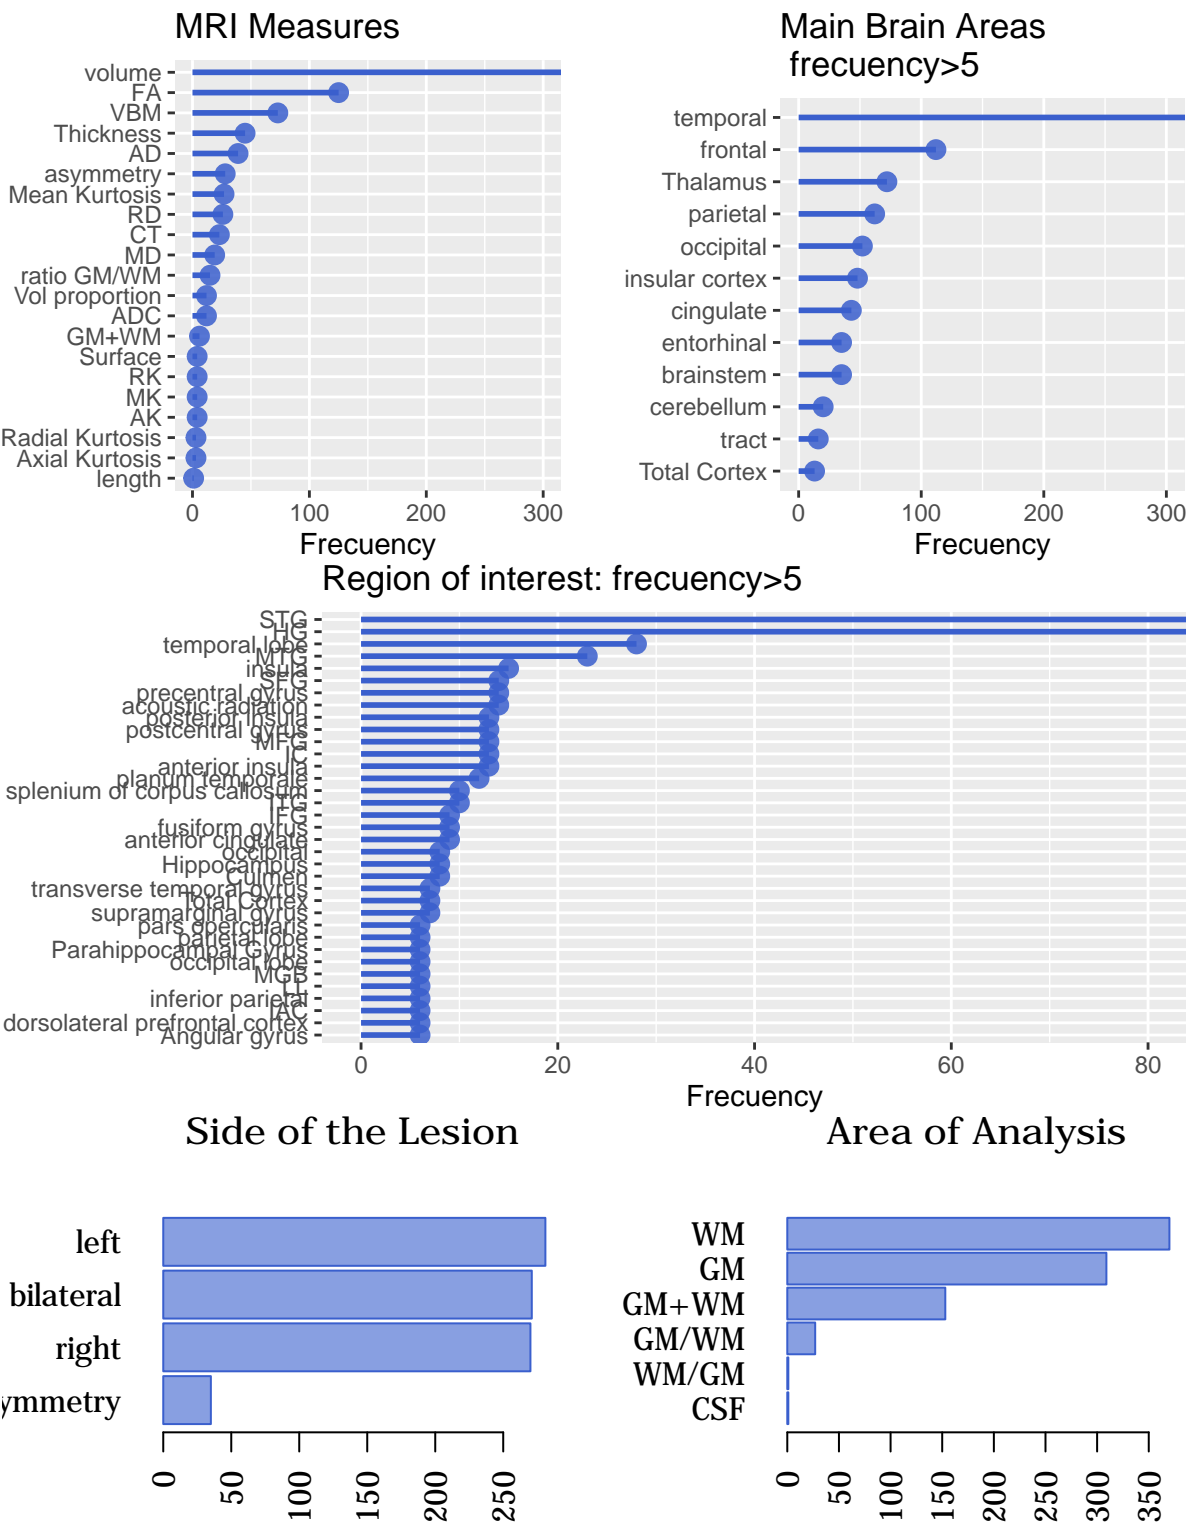 MRI Measures
volume
FA
VBM
Thickness
AD
asymmetry
Mean Kurtosis
RD
CT
MD
ratio GM/WM
Vol proportion
ADC
GM+WM
Surface
RK
MK
AK
Radial Kurtosis
Axial Kurtosis
length
0 100 200 300
Frecuency
Main Brain Areas
frecuency>5
temporal
frontal
Thalamus
parietal
occipital
insular cortex
cingulate
entorhinal
brainstem
cerebellum
tract
Total Cortex
0 100 200 300
Frecuency
Region of interest: frecuency>5
STG
HG
temporal lobe
MTG
insula
SFG
precentral gyrus
acoustic radiation
posterior Insula
postcentral gyrus
MFG
IC
anterior insula
planum temporale
splenium of corpus callosum
ITG
IFG
fusiform gyrus
anterior cingulate
occipital
Hippocampus
Culmen
transverse temporal gyrus
Total Cortex
supramarginal gyrus
pars opercularis
parietal lobe
Parahippocampal Gyrus
occipital lobe
MGB
LL
inferior parietal
IAC
dorsolateral prefrontal cortex
Angular gyrus
0 20 40 60 80
Frecuency
Side of the Lesion
left
bilateral
right
ymmetry
0 50 100 150 200 250
Area of Analysis
WM
GM
GM+WM
GM/WM
WM/GM
CSF
0 50 100 150 200 250 300 350